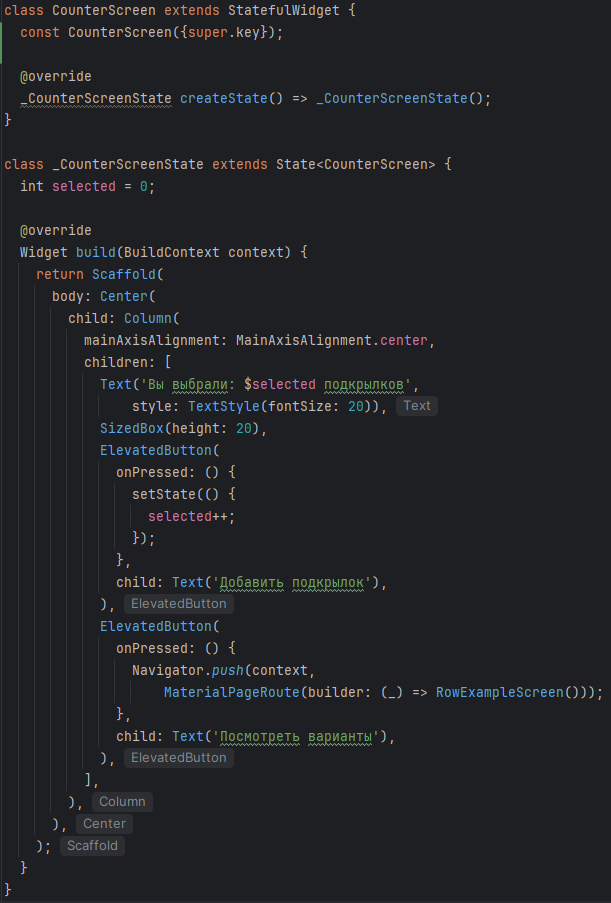 class CounterScreen extends StatefulWidget {
  const CounterScreen({super.key});

  @override
  _CounterScreenState createState() => _CounterScreenState();
}

class _CounterScreenState extends State<CounterScreen> {
  int selected = 0;

  @override
  Widget build(BuildContext context) {
    return Scaffold(
      body: Center(
        child: Column(
          mainAxisAlignment: MainAxisAlignment.center,
          children: [
            Text('Вы выбрали: $selected подкрылков',
                style: TextStyle(fontSize: 20)), Text
            SizedBox(height: 20),
            ElevatedButton(
              onPressed: () {
                setState(() {
                  selected++;
                });
              },
              child: Text('Добавить подкрылок'),
            ), ElevatedButton
            ElevatedButton(
              onPressed: () {
                Navigator.push(context,
                    MaterialPageRoute(builder: (_) => RowExampleScreen()));
              },
              child: Text('Посмотреть варианты'),
            ), ElevatedButton
          ],
        ), Column
      ), Center
    ); Scaffold
  }
}